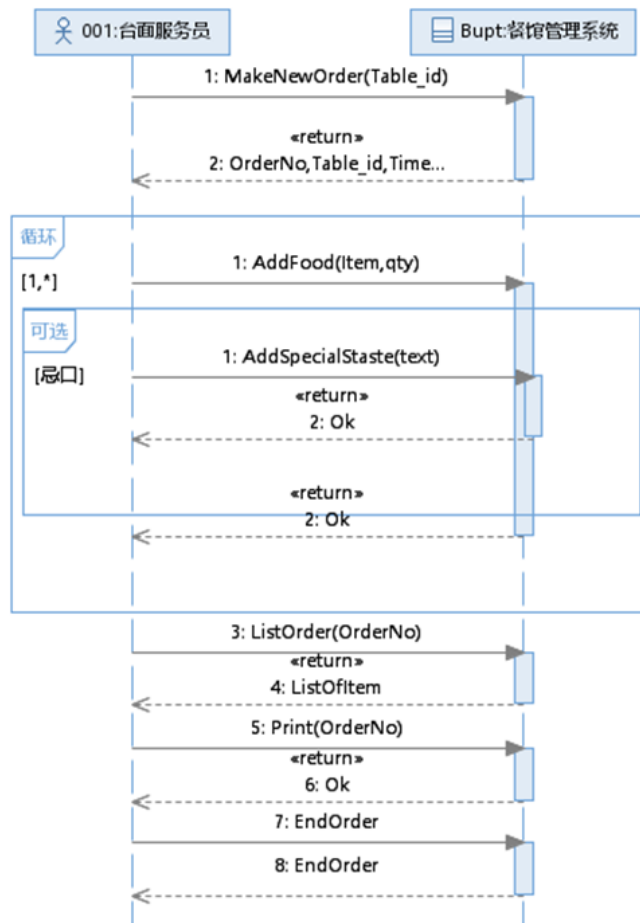 001:台面服务员
Bupt:餐馆管理系统
1: MakeNewOrder(Table_id)
«return»
2: OrderNo,Table_id,Time...
循环
[1,*]
1: AddFood(Item,qty)
可选
[忌口]
1: AddSpecialStaste(text)
«return»
2: Ok
«return»
2: Ok
3: ListOrder(OrderNo)
«return»
4: ListOfItem
5: Print(OrderNo)
«return»
6: Ok
7: EndOrder
8: EndOrder